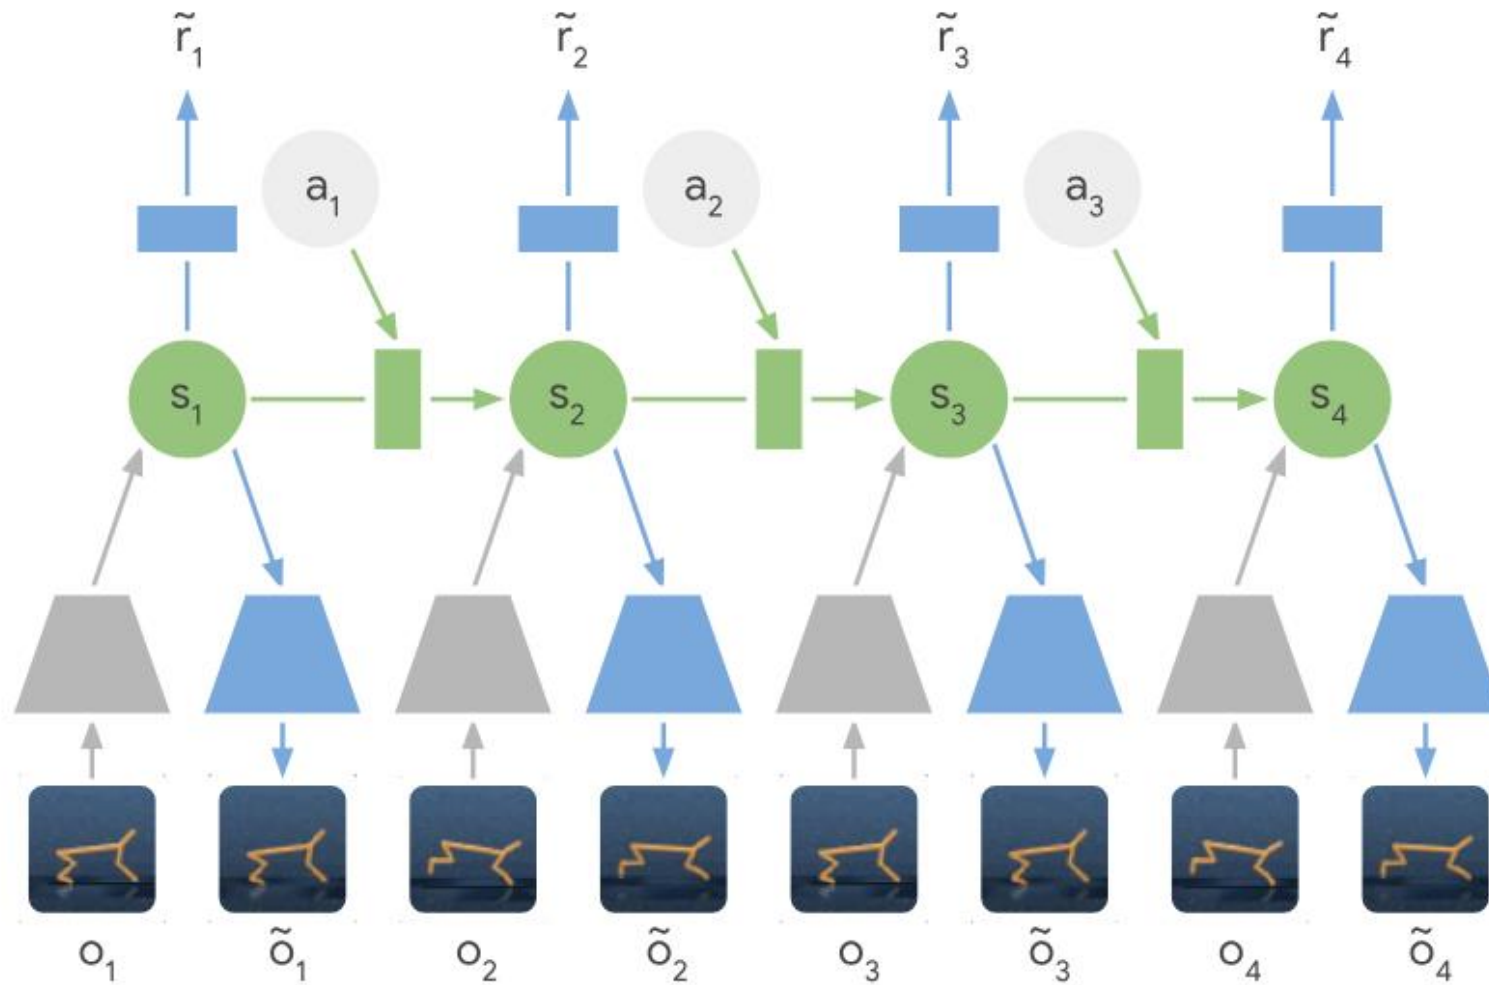 r̃₁ r̃₂ r̃₃ r̃₄
a₁ a₂ a₃
s₁ s₂ s₃ s₄
o₁ õ₁ o₂ õ₂ o₃ õ₃ o₄ õ₄